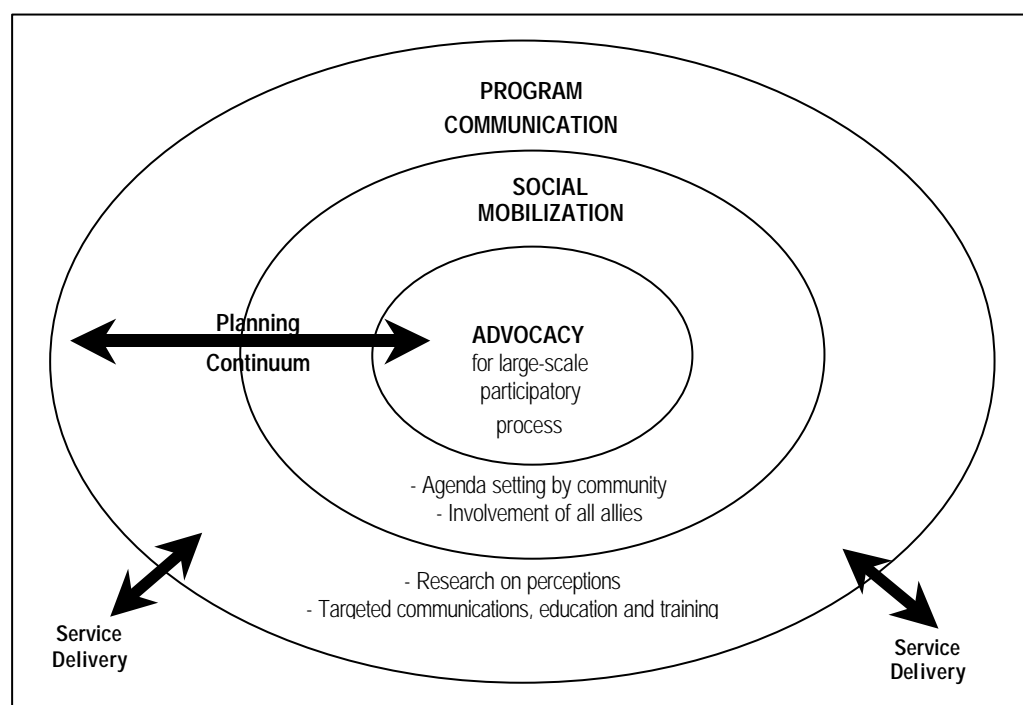 PROGRAM
COMMUNICATION
SOCIAL
MOBILIZATION
Planning
Continuum
ADVOCACY
for large-scale
participatory
process
- Agenda setting by community
- Involvement of all allies
- Research on perceptions
- Targeted communications, education and training
Service
Delivery
Service
Delivery